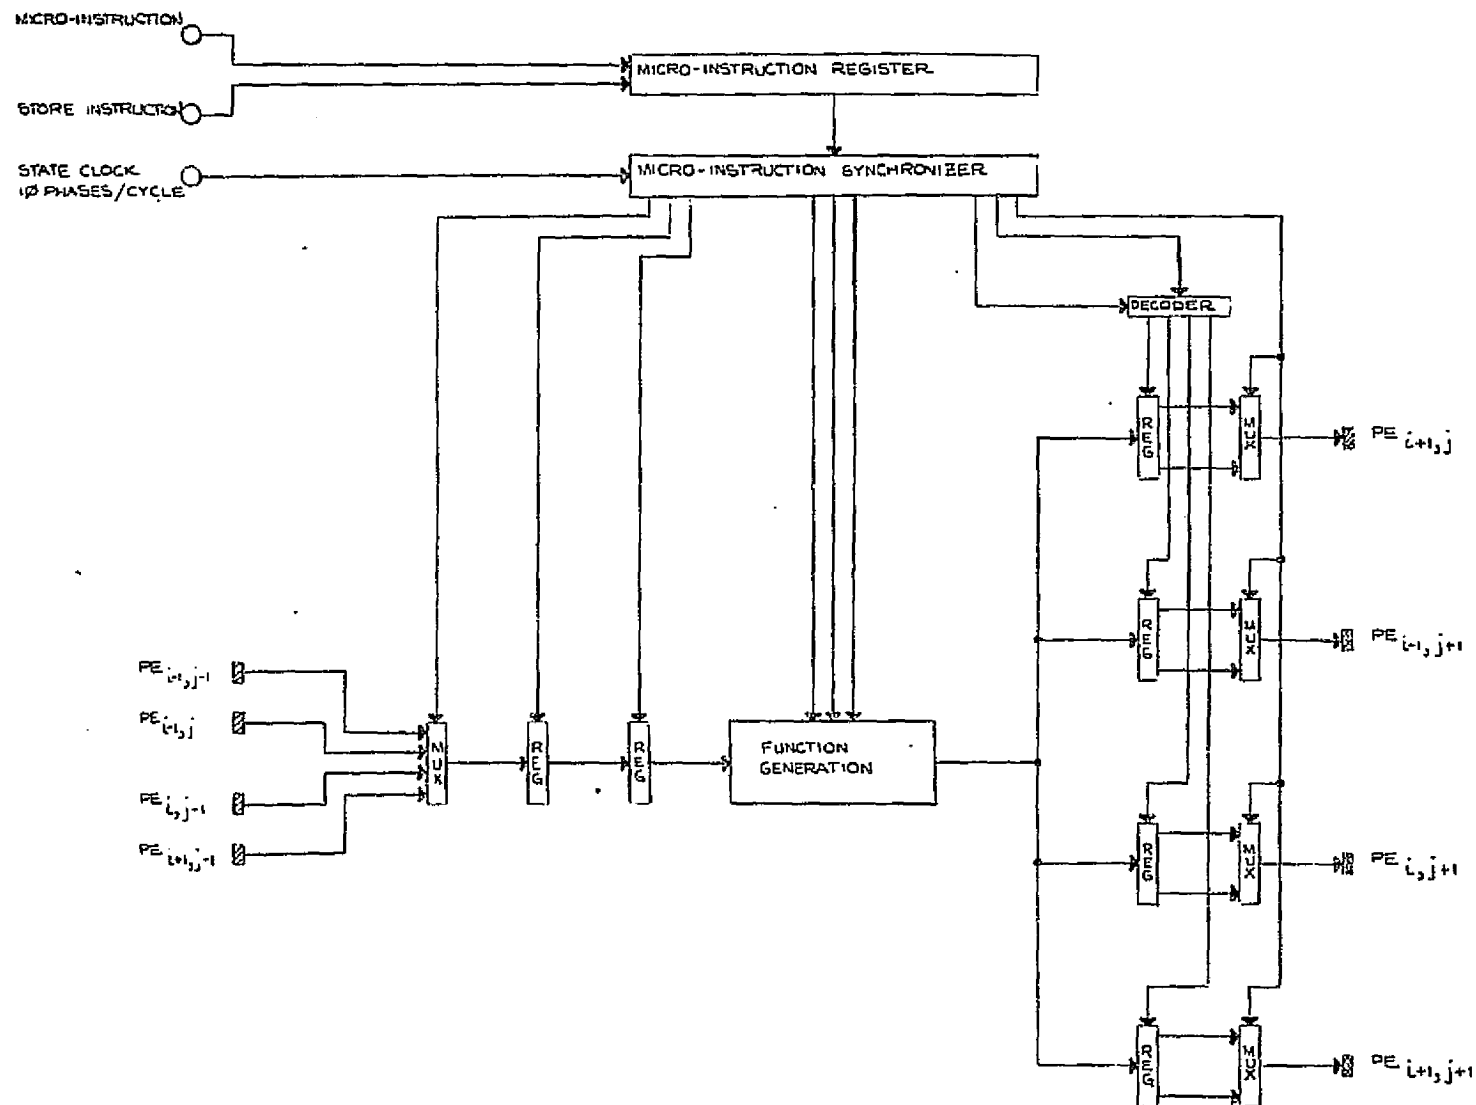 MICRO-INSTRUCTION
MICRO-INSTRUCTION REGISTER
STORE INSTRUCTION
STATE CLOCK
1Ø PHASES/CYCLE
MICRO-INSTRUCTION SYNCHRONIZER
DECODER
REG
MUX
PE i+1,j
REG
MUX
PE i-1,j+1
PE i-1,j-1
PE i-1,j
PE i,j-1
PE i+1,j-1
MUX
REG
REG
FUNCTION
GENERATION
REG
MUX
PE i,j+1
REG
MUX
PE i+1,j+1